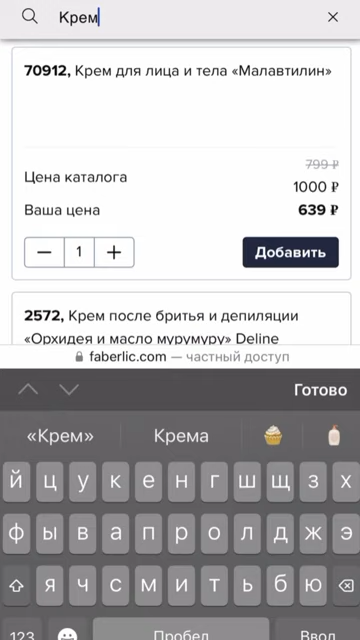 Крем
70912, Крем для лица и тела «Малавтилин»
799 ₽
Цена каталога
1000 ₽
Ваша цена
639 ₽
— 1 + Добавить
2572, Крем после бритья и депиляции
«Орхидея и масло мурумуру» Deline
faberlic.com — частный доступ
Готово
«Крем» Крема
й ц у к е н г ш щ з х
ф ы в а п р о л д ж э
я ч с м и т ь б ю
123 Пробел Ввод